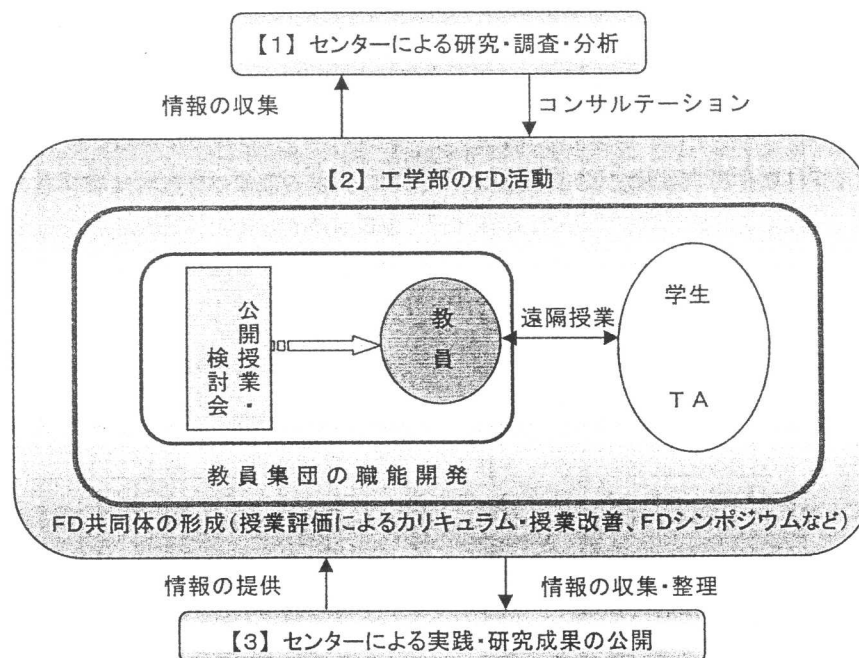 【1】 センターによる研究・調査・分析
情報の収集
コンサルテーション
【2】 工学部のFD活動
公開授業・
検討会
教員
遠隔授業
学生
TA
教員集団の職能開発
FD共同体の形成(授業評価によるカリキュラム・授業改善、FDシンポジウムなど)
情報の提供
情報の収集・整理
【3】 センターによる実践・研究成果の公開